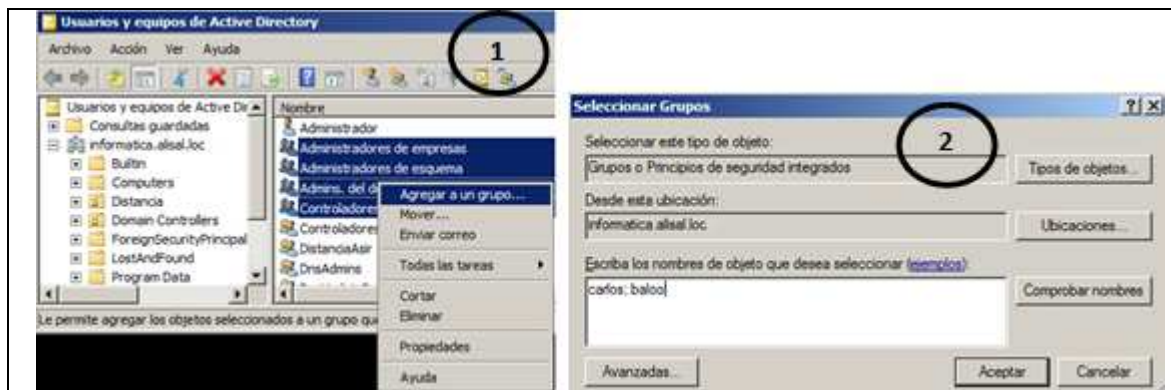 Usuarios y equipos de Active Directory
Archivo Acción Ver Ayuda
1
Usuarios y equipos de Active Dir
Consultas guardadas
informatica.alisal.loc
Builtin
Computers
Distancia
Domain Controllers
ForeignSecurityPrincipal
LostAndFound
Program Data
Nombre
Administrador
Administradores de empresas
Administradores de esquema
Admins. del d
Controladores
Controladores
DistanciaAsir
DnsAdmins
Agregar a un grupo...
Mover...
Enviar correo
Todas las tareas
Cortar
Eliminar
Propiedades
Ayuda
Le permite agregar los objetos seleccionados a un grupo que
Seleccionar Grupos
2
Seleccionar este tipo de objeto:
Grupos o Principios de seguridad integrados
Tipos de objetos...
Desde esta ubicación:
informatica.alisal.loc
Ubicaciones...
Escriba los nombres de objeto que desea seleccionar (ejemplos):
carlos; baloo
Comprobar nombres
Avanzadas...
Aceptar
Cancelar